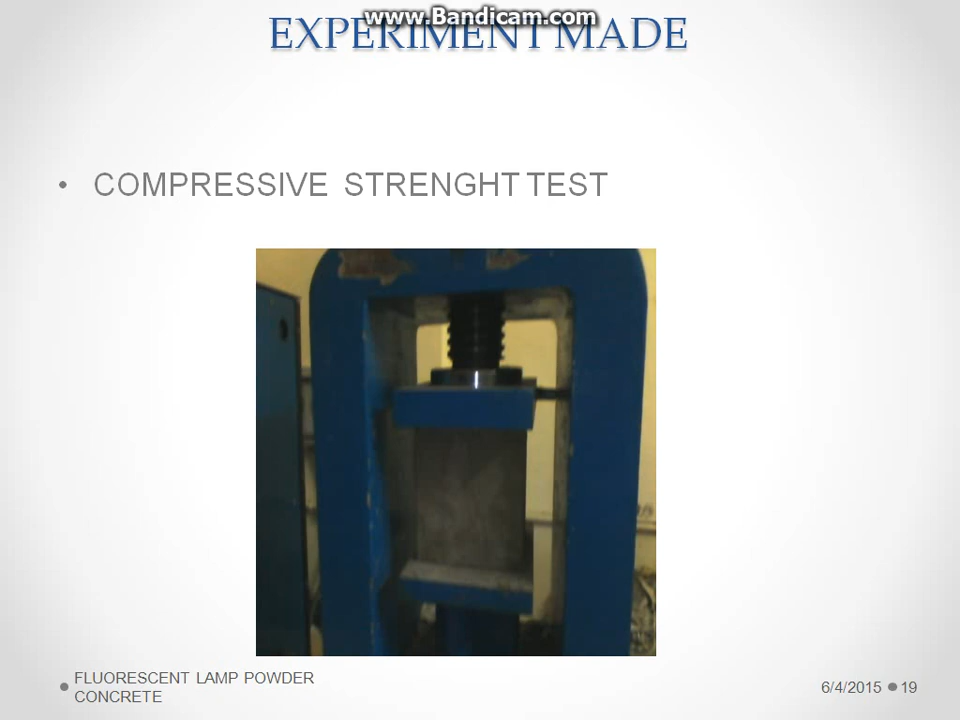 www.Bandicam.com
EXPERIMENT MADE
• COMPRESSIVE STRENGHT TEST
FLUORESCENT LAMP POWDER
CONCRETE
6/4/2015
19